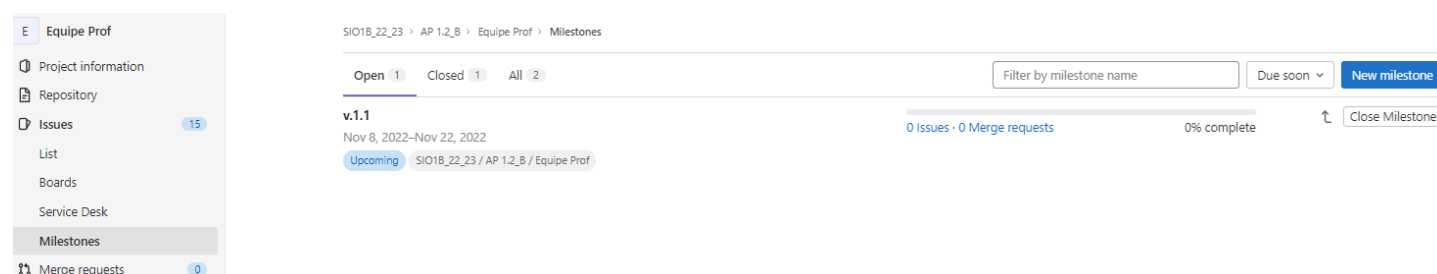 E Equipe Prof
Project information
Repository
Issues 15
List
Boards
Service Desk
Milestones
Merge requests 0
SIO1B_22_23 > AP 1.2_B > Equipe Prof > Milestones
Open 1 Closed 1 All 2
Filter by milestone name
Due soon
New milestone
v.1.1
Nov 8, 2022–Nov 22, 2022
Upcoming SIO1B_22_23 / AP 1.2_B / Equipe Prof
0 Issues · 0 Merge requests 0% complete
Close Milestone